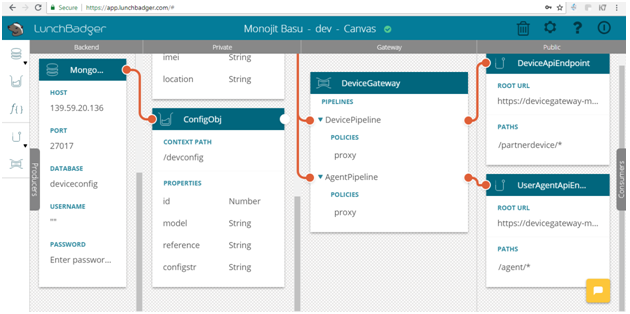 Secure
https://app.lunchbadger.com/#
LUNCHBADGER
Monojit Basu - dev - Canvas
Backend
Private
Gateway
Public
Producers
Consumers
Mongo...
HOST
139.59.20.136
PORT
27017
DATABASE
deviceconfig
USERNAME
""
PASSWORD
Enter passwor...
imei String
location String
ConfigObj
CONTEXT PATH
/devconfig
PROPERTIES
id Number
model String
reference String
configstr String
DeviceGateway
PIPELINES
DevicePipeline
POLICIES
proxy
AgentPipeline
POLICIES
proxy
DeviceApiEndpoint
ROOT URL
https://devicegateway-m...
PATHS
/partnerdevice/*
UserAgentApiEn...
ROOT URL
https://devicegateway-m...
PATHS
/agent/*